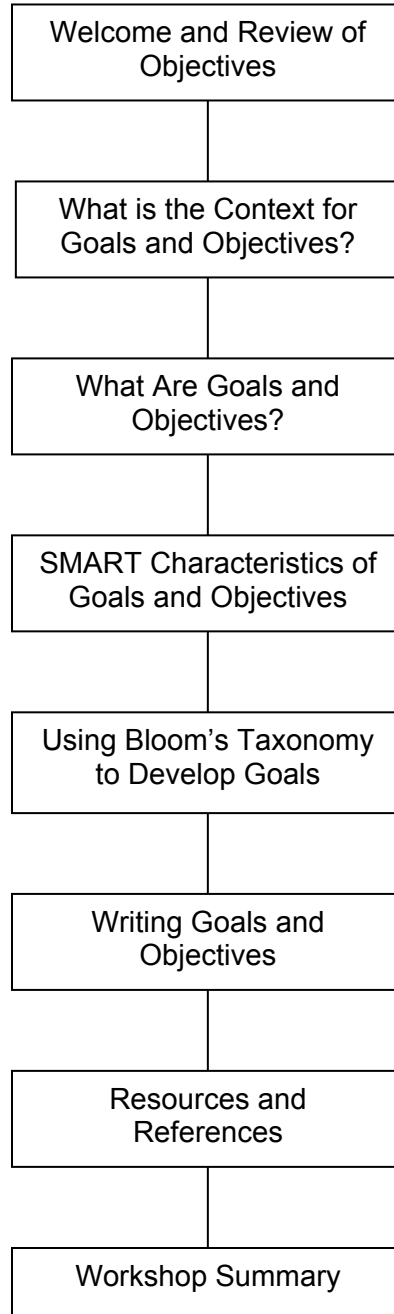 Welcome and Review of
Objectives
What is the Context for
Goals and Objectives?
What Are Goals and
Objectives?
SMART Characteristics of
Goals and Objectives
Using Bloom’s Taxonomy
to Develop Goals
Writing Goals and
Objectives
Resources and
References
Workshop Summary